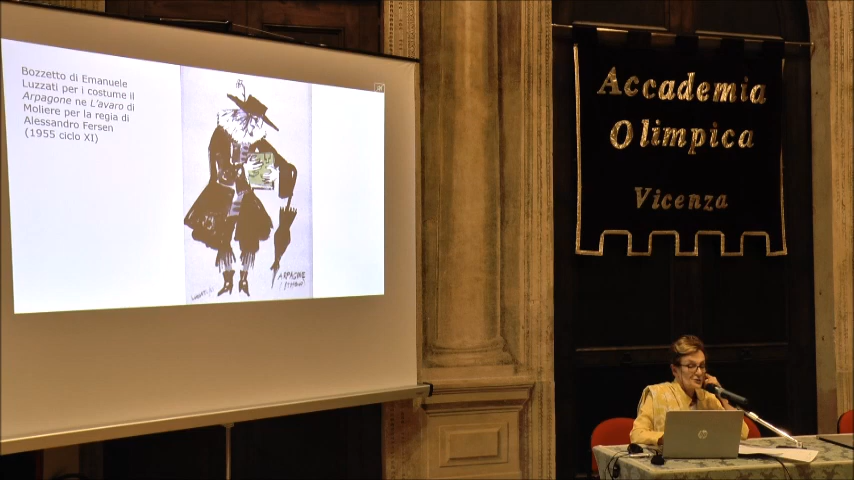 Bozzetto di Emanuele
Luzzati per i costume il
Arpagone ne L'avaro di
Moliere per la regia di
Alessandro Fersen
(1955 ciclo XI)
ARPAGONE
Accademia
Olimpica
Vicenza
hp